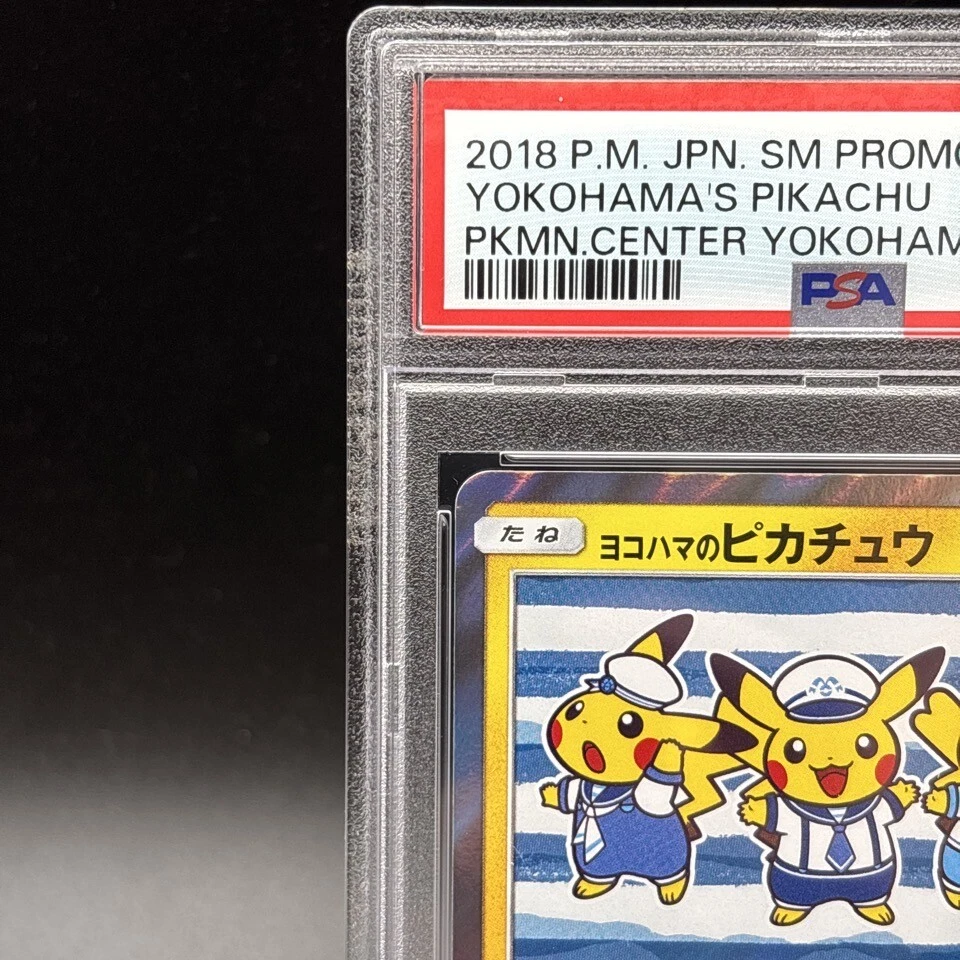 2018 P.M. JPN. SM PROMO
YOKOHAMA'S PIKACHU
PKMN.CENTER
PSA
たね ヨコハマのピカチュウ